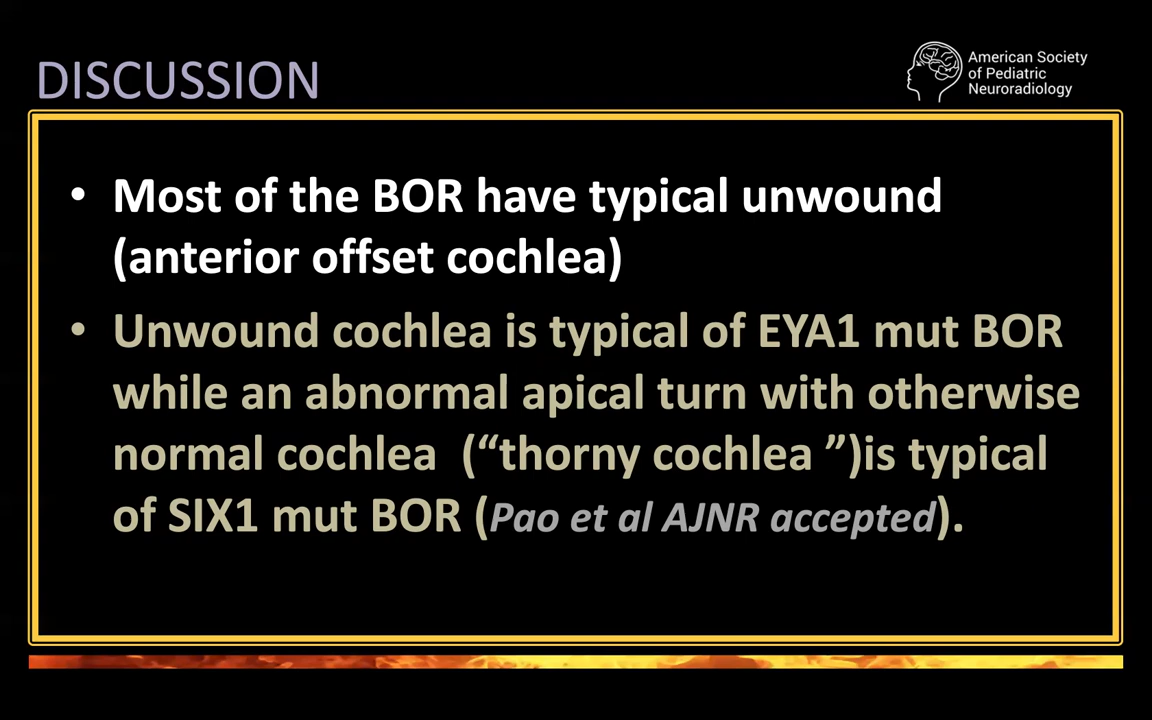 DISCUSSION
American Society
of Pediatric
Neuroradiology
• Most of the BOR have typical unwound
(anterior offset cochlea)
• Unwound cochlea is typical of EYA1 mut BOR
while an abnormal apical turn with otherwise
normal cochlea (“thorny cochlea ”)is typical
of SIX1 mut BOR (Pao et al AJNR accepted).